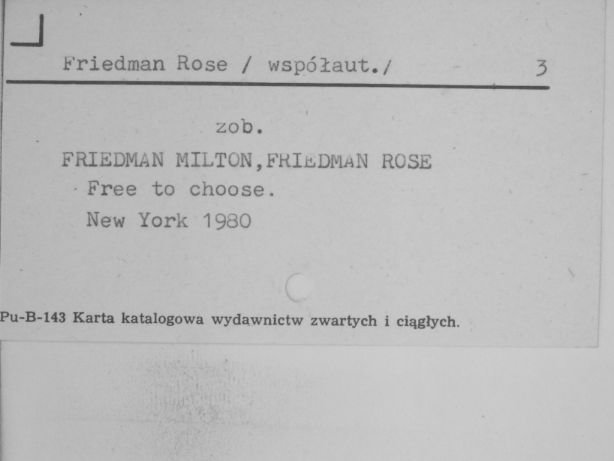 Friedman Rose / współaut./ 3
zob.
FRIEDMAN MILTON,FRIEDMAN ROSE
Free to choose.
New York 1980
Pu-B-143 Karta katalogowa wydawnictw zwartych i ciągłych.